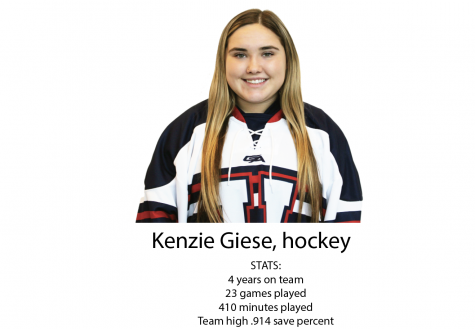 Kenzie Giese, hockey
STATS:
4 years on team
23 games played
410 minutes played
Team high .914 save percent